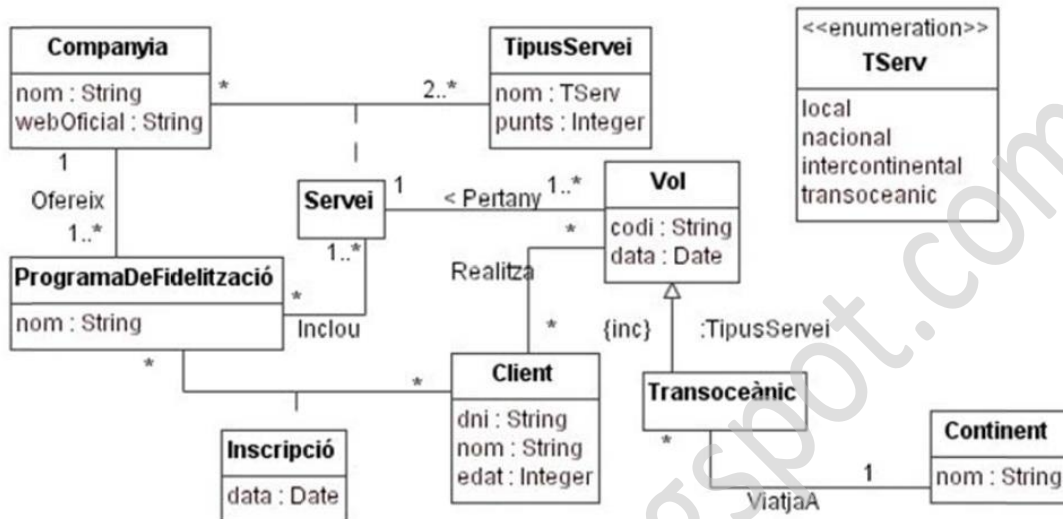 Companyia
nom : String
webOficial : String
*
2..*
TipusServei
nom : TServ
punts : Integer
<<enumeration>>
TServ
local
nacional
intercontinental
transoceanic
1
Ofereix
1..*
Servei
1
< Pertany
1..*
Vol
codi : String
data : Date
1..*
*
Realitza
ProgramaDeFidelització
nom : String
*
Inclou
*
{inc}
:TipusServei
*
*
Client
dni : String
nom : String
edat : Integer
Transoceànic
*
Inscripció
data : Date
ViatjaA
1
Continent
nom : String
gspot.com